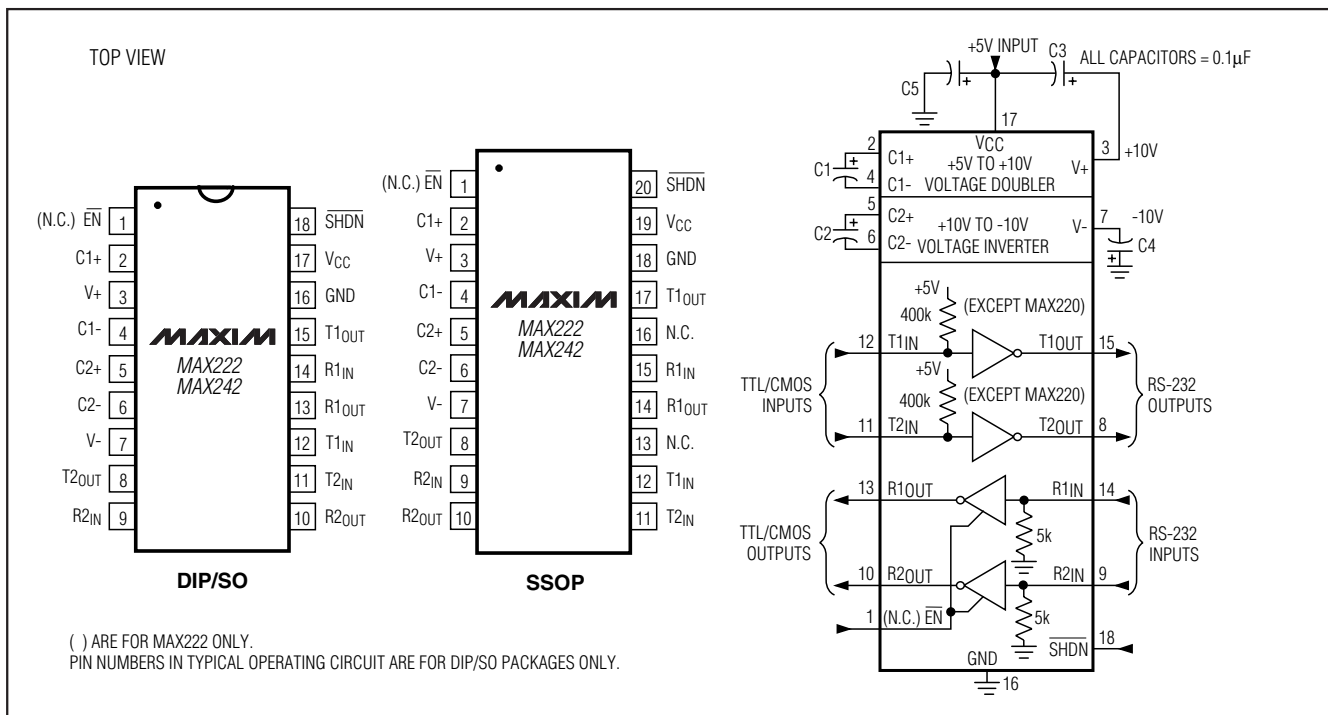 TOP VIEW
(N.C.) EN 1
C1+ 2
V+ 3
C1- 4
C2+ 5
C2- 6
V- 7
T2OUT 8
R2IN 9
18 SHDN
17 VCC
16 GND
15 T1OUT
14 R1IN
13 R1OUT
12 T1IN
11 T2IN
10 R2OUT
MAXIM
MAX222
MAX242
DIP/SO
(N.C.) EN 1
C1+ 2
V+ 3
C1- 4
C2+ 5
C2- 6
V- 7
T2OUT 8
R2IN 9
R2OUT 10
20 SHDN
19 VCC
18 GND
17 T1OUT
16 N.C.
15 R1IN
14 R1OUT
13 N.C.
12 T1IN
11 T2IN
MAXIM
MAX222
MAX242
SSOP
( ) ARE FOR MAX222 ONLY.
PIN NUMBERS IN TYPICAL OPERATING CIRCUIT ARE FOR DIP/SO PACKAGES ONLY.
+5V INPUT
C3
ALL CAPACITORS = 0.1μF
C5
+
+
17
VCC
2
C1+
+5V TO +10V
V+
3
+10V
C1
+
4
C1-
VOLTAGE DOUBLER
5
C2+
+10V TO -10V
V-
7
-10V
C2
+
6
C2-
VOLTAGE INVERTER
C4
+
+5V
400k
(EXCEPT MAX220)
12
T1IN
T1OUT
15
+5V
TTL/CMOS
INPUTS
400k
(EXCEPT MAX220)
RS-232
OUTPUTS
11
T2IN
T2OUT
8
13
R1OUT
R1IN
14
5k
TTL/CMOS
OUTPUTS
RS-232
INPUTS
10
R2OUT
R2IN
9
5k
1
(N.C.) EN
SHDN
18
GND
16